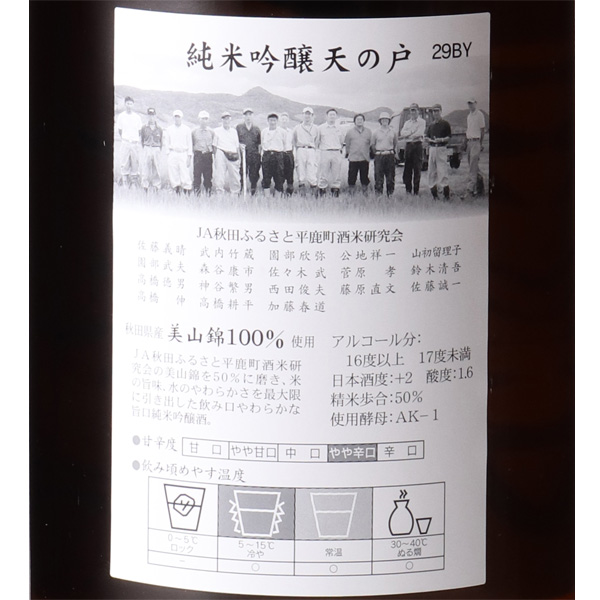 純米吟醸 天の戸 29BY
JA秋田ふるさと平鹿町酒米研究会
佐藤義晴 武内竹蔵 園部欣弥 公地祥一 山初留理子
園部武夫 森谷康市 佐々木武 菅原 孝 鈴木清吾
高橋徳男 神谷繁男 西田俊夫 藤原直文 佐藤誠一
高橋 伸 高橋耕平 加藤春道
秋田県産 美山錦100% 使用
JA秋田ふるさと平鹿町酒米研
究会の美山錦を50%に磨き、米
の旨味、水のやわらかさを最大限
に引き出した飲み口やわらかな
旨口純米吟醸酒。
アルコール分:
16度以上 17度未満
日本酒度:+2 酸度:1.6
精米歩合:50%
使用酵母:AK-1
●甘辛度 甘口 やや甘口 中口 やや辛口 辛口
●飲み頃めやす温度
0〜5℃ ロック
5〜15℃ 冷や
常温
30〜40℃ ぬる燗
− ○ ○ ○